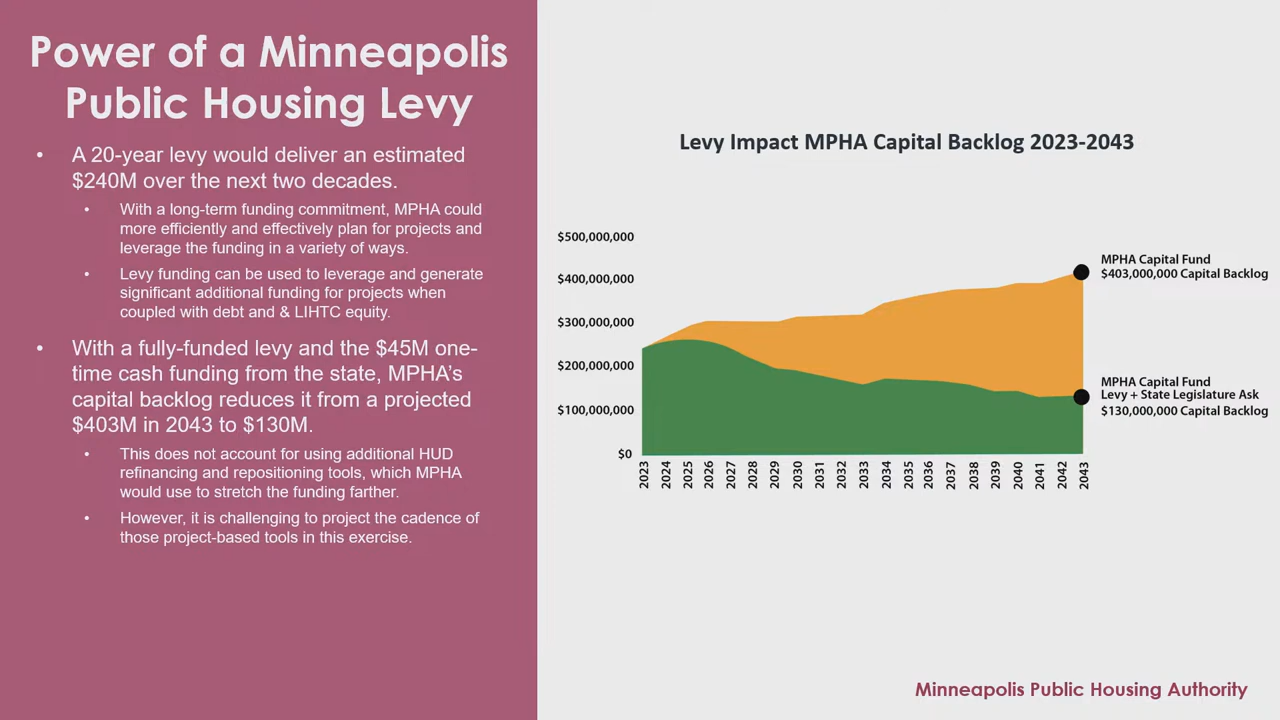 Power of a Minneapolis
Public Housing Levy
• A 20-year levy would deliver an estimated
$240M over the next two decades.
• With a long-term funding commitment, MPHA could
more efficiently and effectively plan for projects and
leverage the funding in a variety of ways.
• Levy funding can be used to leverage and generate
significant additional funding for projects when
coupled with debt and & LIHTC equity.
• With a fully-funded levy and the $45M one-
time cash funding from the state, MPHA's
capital backlog reduces it from a projected
$403M in 2043 to $130M.
• This does not account for using additional HUD
refinancing and repositioning tools, which MPHA
would use to stretch the funding farther.
• However, it is challenging to project the cadence of
those project-based tools in this exercise.
Levy Impact MPHA Capital Backlog 2023-2043
$500,000,000
$400,000,000
$300,000,000
$200,000,000
$100,000,000
$0
2023
2024
2025
2026
2027
2028
2029
2030
2031
2032
2033
2034
2035
2036
2037
2038
2039
2040
2041
2042
2043
MPHA Capital Fund
$403,000,000 Capital Backlog
MPHA Capital Fund
Levy + State Legislature Ask
$130,000,000 Capital Backlog
Minneapolis Public Housing Authority